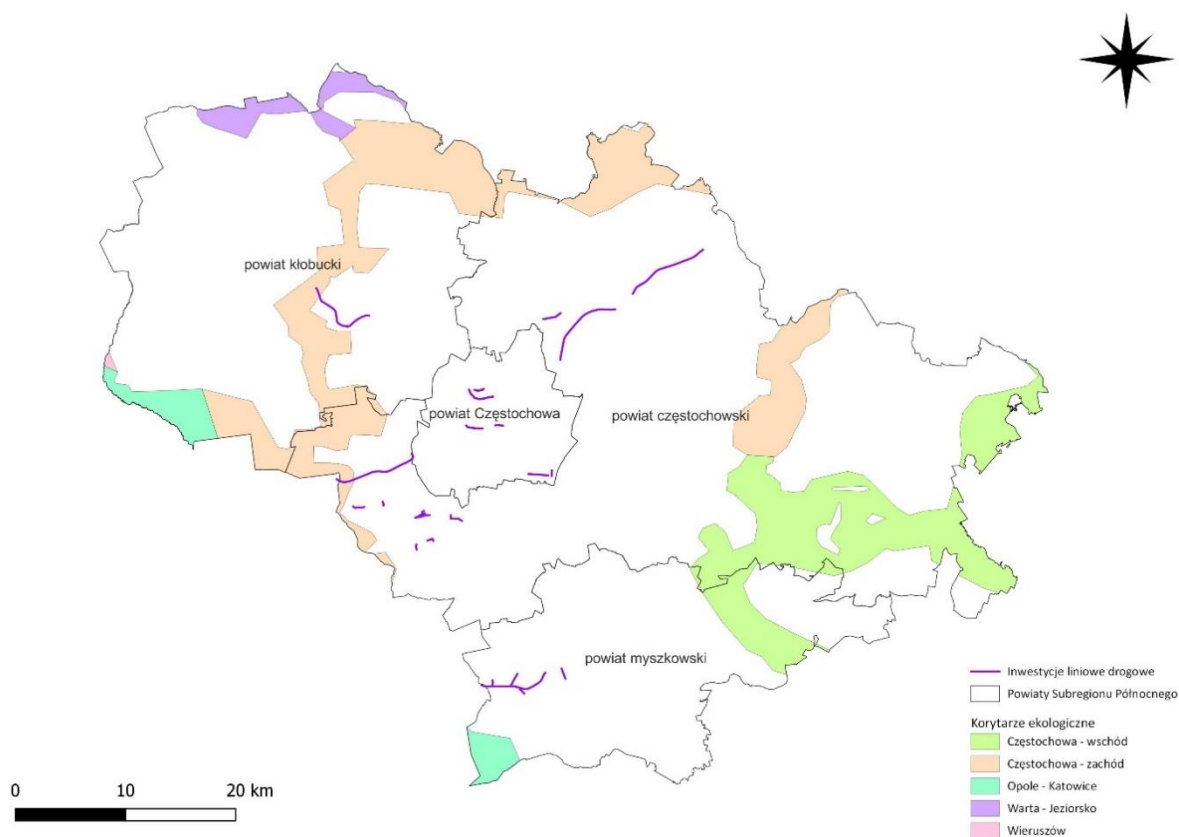 powiat kłobucki
powiat Częstochowa
powiat częstochowski
powiat myszkowski
Inwestycje liniowe drogowe
Powiaty Subregionu Północnego
Korytarze ekologiczne
Częstochowa - wschód
Częstochowa - zachód
Opole - Katowice
Warta - Jeziorsko
Wieruszów
0 10 20 km